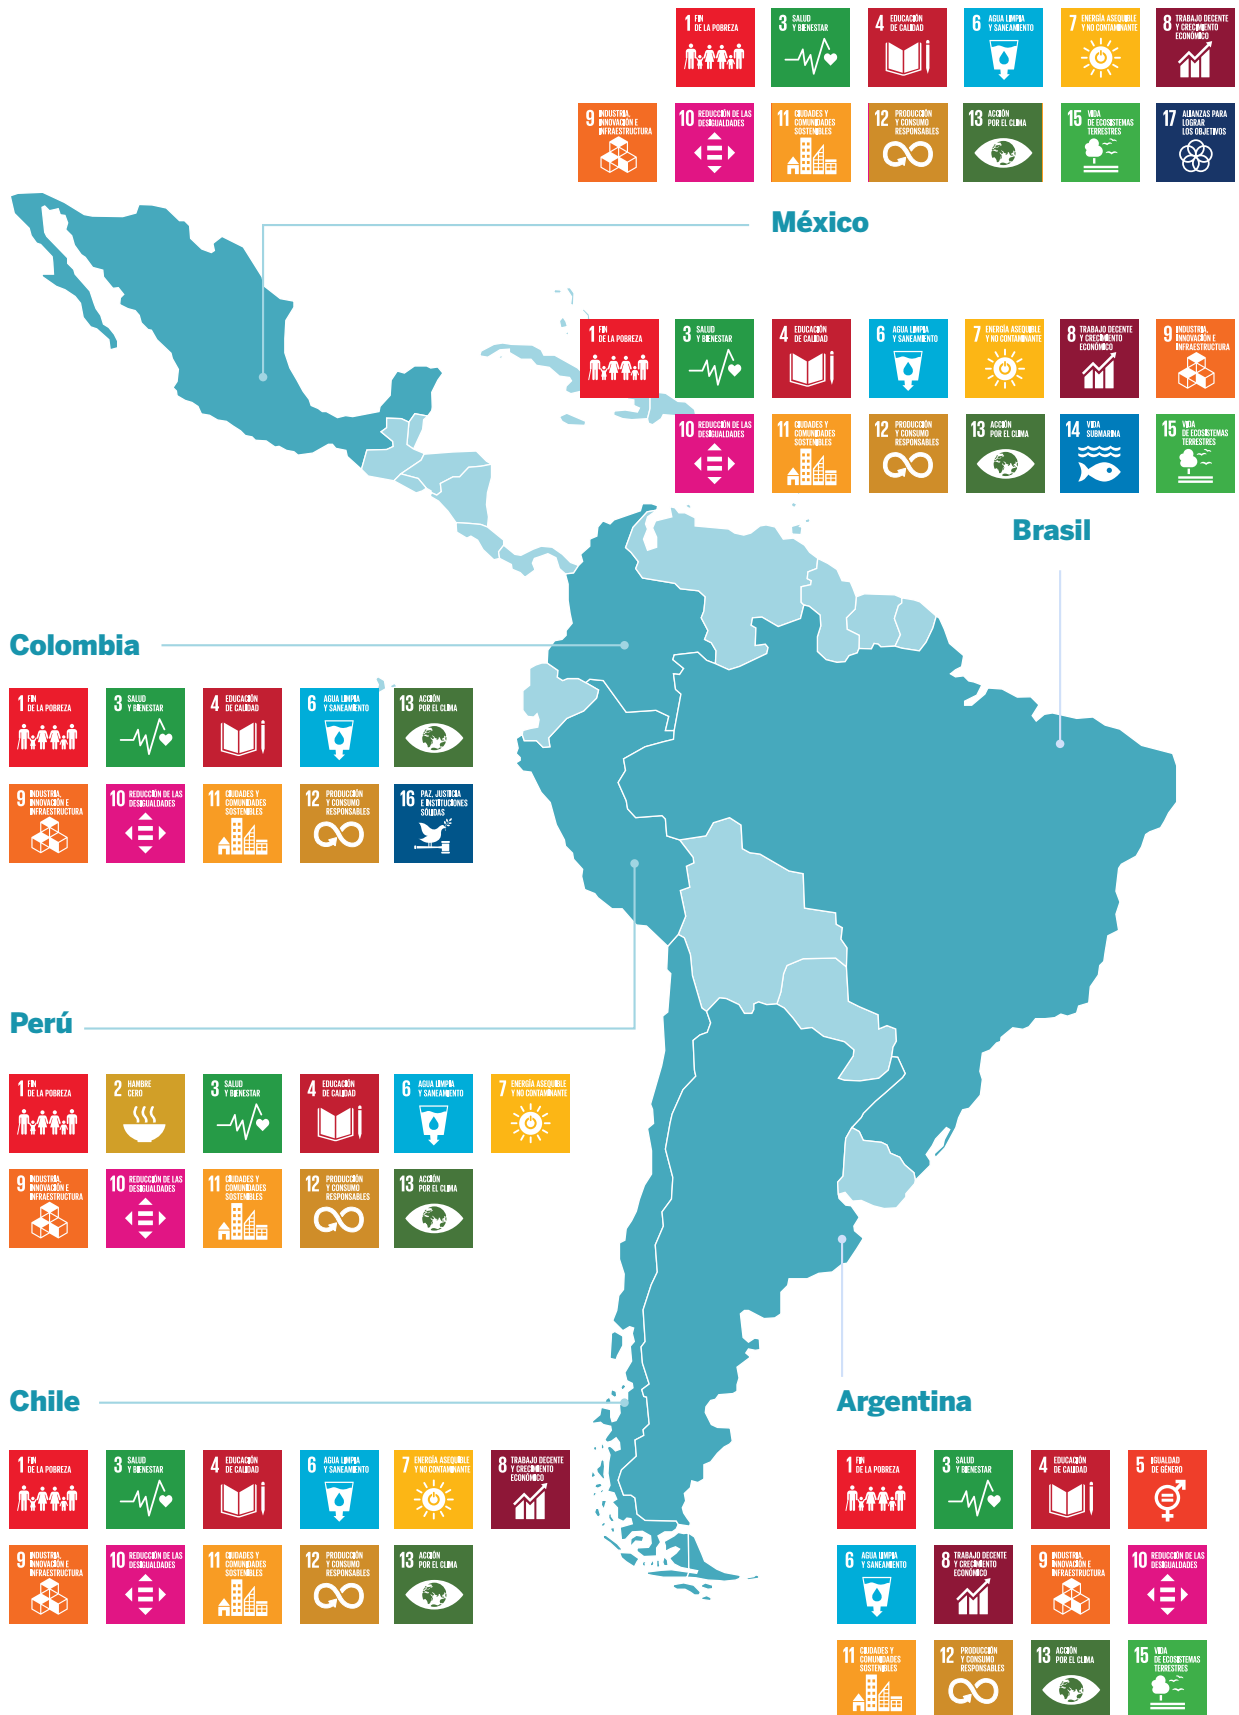 1 FIN
DE LA POBREZA
3 SALUD
Y BIENESTAR
4 EDUCACIÓN
DE CALIDAD
6 AGUA LIMPIA
Y SANEAMIENTO
7 ENERGÍA ASEQUIBLE
Y NO CONTAMINANTE
8 TRABAJO DECENTE
Y CRECIMIENTO
ECONÓMICO
9 INDUSTRIA,
INNOVACIÓN E
INFRAESTRUCTURA
10 REDUCCIÓN DE LAS
DESIGUALDADES
11 CIUDADES Y
COMUNIDADES
SOSTENIBLES
12 PRODUCCIÓN
Y CONSUMO
RESPONSABLES
13 ACCIÓN
POR EL CLIMA
15 VIDA
DE ECOSISTEMAS
TERRESTRES
17 ALIANZAS PARA
LOGRAR
LOS OBJETIVOS
México
1 FIN
DE LA POBREZA
3 SALUD
Y BIENESTAR
4 EDUCACIÓN
DE CALIDAD
6 AGUA LIMPIA
Y SANEAMIENTO
7 ENERGÍA ASEQUIBLE
Y NO CONTAMINANTE
8 TRABAJO DECENTE
Y CRECIMIENTO
ECONÓMICO
9 INDUSTRIA,
INNOVACIÓN E
INFRAESTRUCTURA
10 REDUCCIÓN DE LAS
DESIGUALDADES
11 CIUDADES Y
COMUNIDADES
SOSTENIBLES
12 PRODUCCIÓN
Y CONSUMO
RESPONSABLES
13 ACCIÓN
POR EL CLIMA
14 VIDA
SUBMARINA
15 VIDA
DE ECOSISTEMAS
TERRESTRES
Brasil
Colombia
1 FIN
DE LA POBREZA
3 SALUD
Y BIENESTAR
4 EDUCACIÓN
DE CALIDAD
6 AGUA LIMPIA
Y SANEAMIENTO
13 ACCIÓN
POR EL CLIMA
9 INDUSTRIA,
INNOVACIÓN E
INFRAESTRUCTURA
10 REDUCCIÓN DE LAS
DESIGUALDADES
11 CIUDADES Y
COMUNIDADES
SOSTENIBLES
12 PRODUCCIÓN
Y CONSUMO
RESPONSABLES
16 PAZ, JUSTICIA
E INSTITUCIONES
SÓLIDAS
Perú
1 FIN
DE LA POBREZA
2 HAMBRE
CERO
3 SALUD
Y BIENESTAR
4 EDUCACIÓN
DE CALIDAD
6 AGUA LIMPIA
Y SANEAMIENTO
7 ENERGÍA ASEQUIBLE
Y NO CONTAMINANTE
9 INDUSTRIA,
INNOVACIÓN E
INFRAESTRUCTURA
10 REDUCCIÓN DE LAS
DESIGUALDADES
11 CIUDADES Y
COMUNIDADES
SOSTENIBLES
12 PRODUCCIÓN
Y CONSUMO
RESPONSABLES
13 ACCIÓN
POR EL CLIMA
Chile
1 FIN
DE LA POBREZA
3 SALUD
Y BIENESTAR
4 EDUCACIÓN
DE CALIDAD
6 AGUA LIMPIA
Y SANEAMIENTO
7 ENERGÍA ASEQUIBLE
Y NO CONTAMINANTE
8 TRABAJO DECENTE
Y CRECIMIENTO
ECONÓMICO
9 INDUSTRIA,
INNOVACIÓN E
INFRAESTRUCTURA
10 REDUCCIÓN DE LAS
DESIGUALDADES
11 CIUDADES Y
COMUNIDADES
SOSTENIBLES
12 PRODUCCIÓN
Y CONSUMO
RESPONSABLES
13 ACCIÓN
POR EL CLIMA
Argentina
1 FIN
DE LA POBREZA
3 SALUD
Y BIENESTAR
4 EDUCACIÓN
DE CALIDAD
5 IGUALDAD
DE GÉNERO
6 AGUA LIMPIA
Y SANEAMIENTO
8 TRABAJO DECENTE
Y CRECIMIENTO
ECONÓMICO
9 INDUSTRIA,
INNOVACIÓN E
INFRAESTRUCTURA
10 REDUCCIÓN DE LAS
DESIGUALDADES
11 CIUDADES Y
COMUNIDADES
SOSTENIBLES
12 PRODUCCIÓN
Y CONSUMO
RESPONSABLES
13 ACCIÓN
POR EL CLIMA
15 VIDA
DE ECOSISTEMAS
TERRESTRES